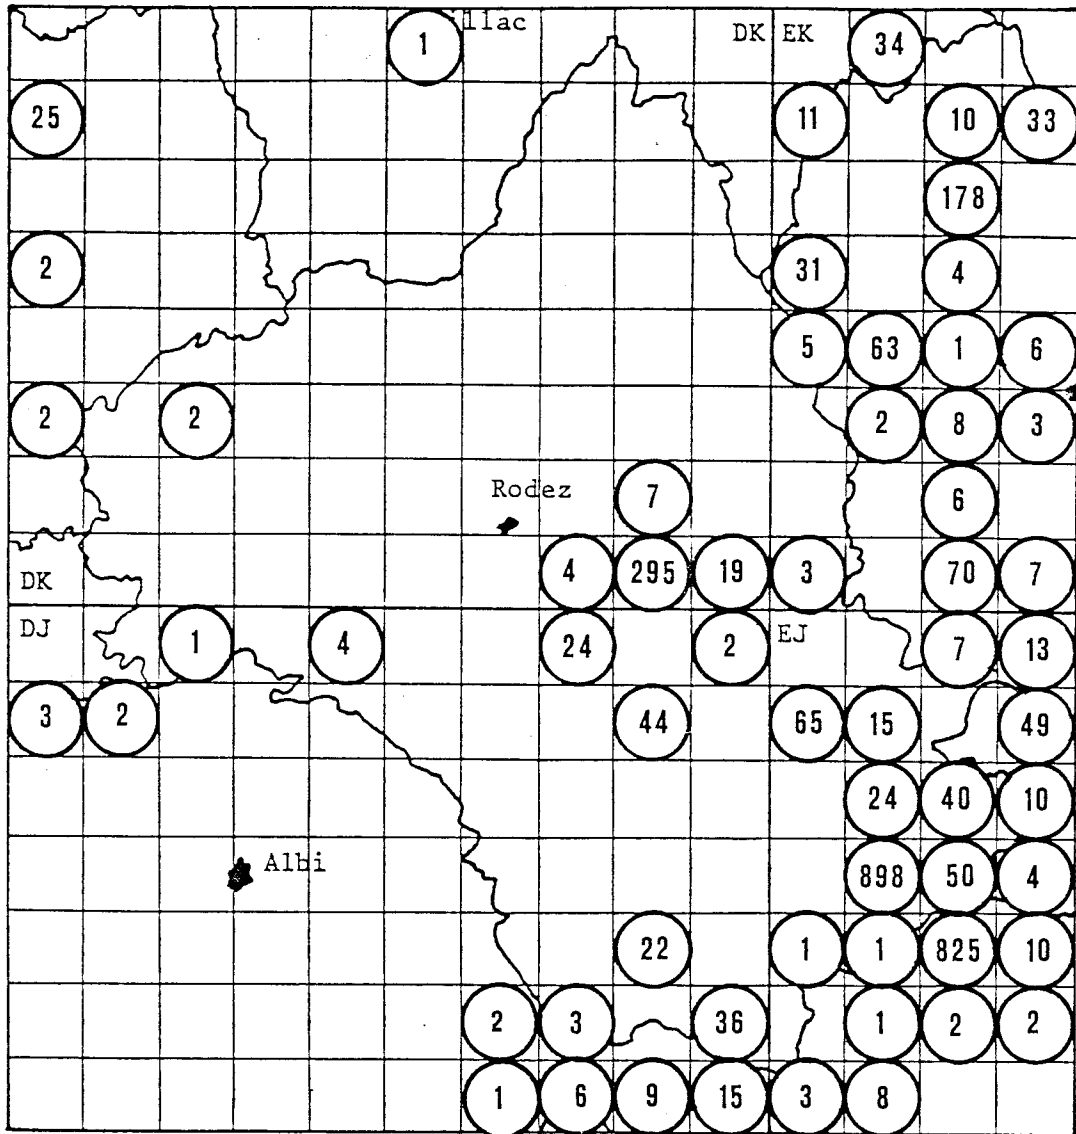 1 llac DK EK 34
25 11 10 33
178
2 31 4
5 63 1 6
2 2 2 8 3
Rodez 7 6
DK 4 295 19 3 70 7
DJ 1 4 24 2 EJ 7 13
3 2 44 65 15 49
24 40 10
Albi 898 50 4
22 1 1 825 10
2 3 36 1 2 2
1 6 9 15 3 8